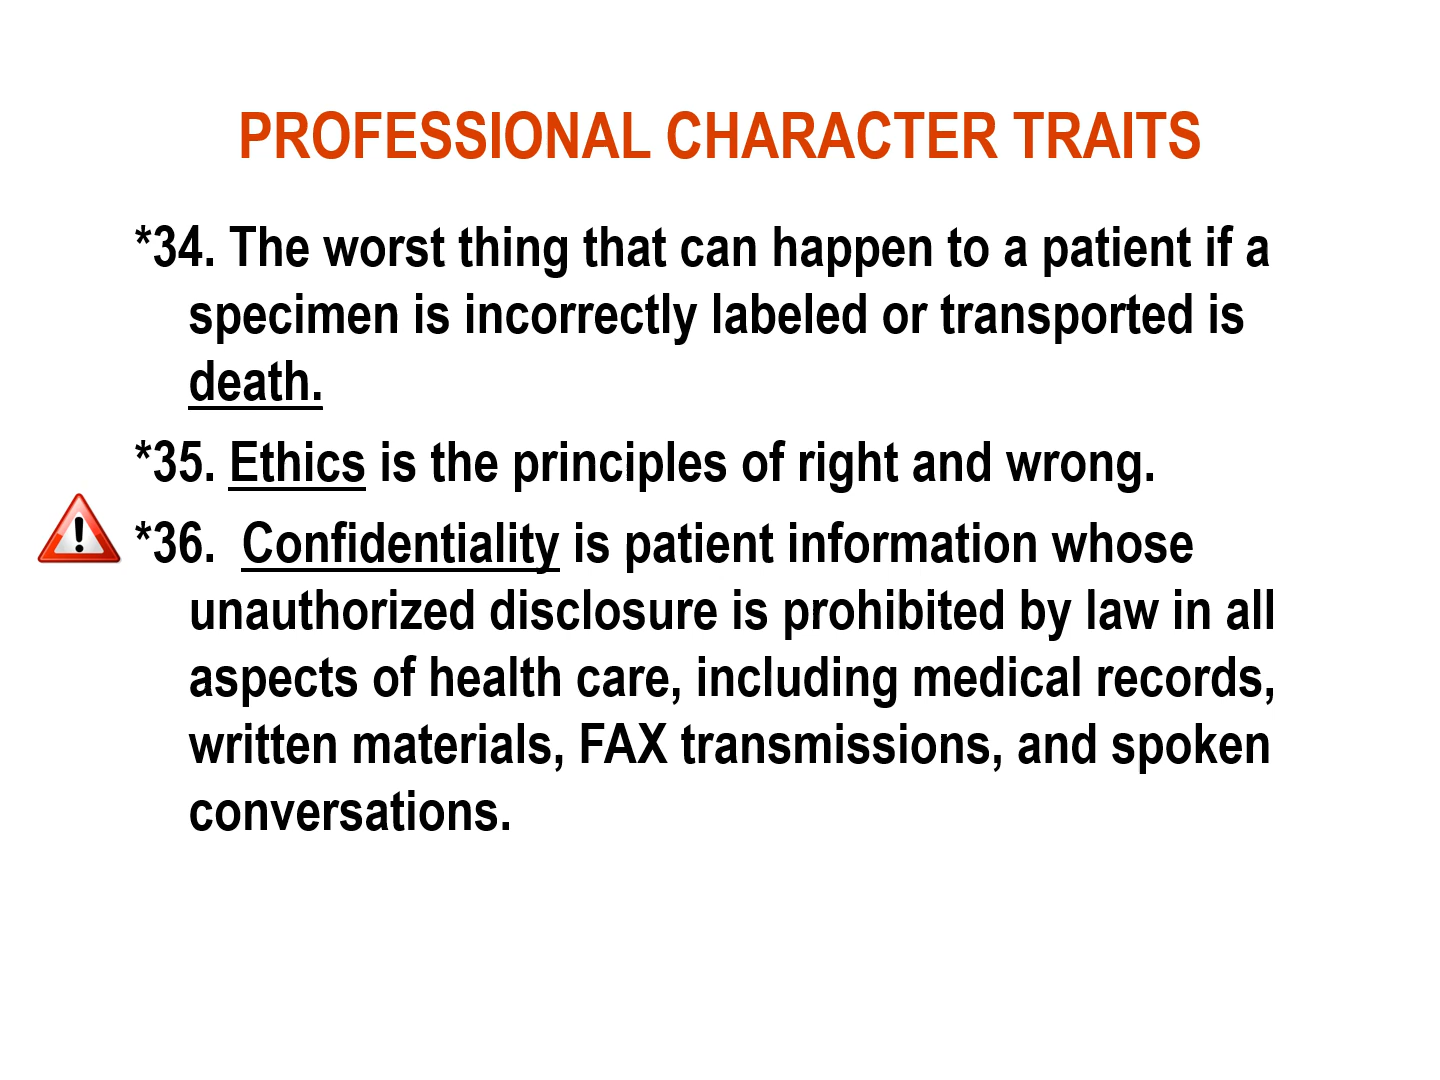 PROFESSIONAL CHARACTER TRAITS
*34. The worst thing that can happen to a patient if a
specimen is incorrectly labeled or transported is
death.
*35. Ethics is the principles of right and wrong.
*36.  Confidentiality is patient information whose
unauthorized disclosure is prohibited by law in all
aspects of health care, including medical records,
written materials, FAX transmissions, and spoken
conversations.